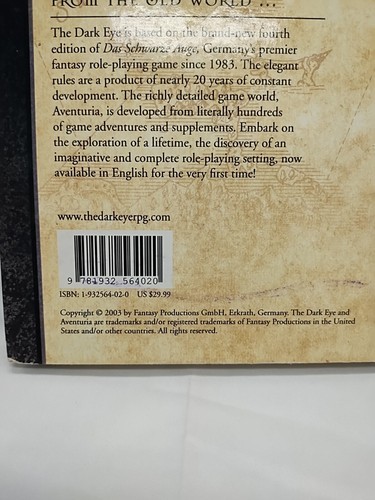 FROM THE OLD WORLD ...
The Dark Eye is based on the brand-new fourth
edition of Das Schwarze Auge, Germany's premier
fantasy role-playing game since 1983. The elegant
rules are a product of nearly 20 years of constant
development. The richly detailed game world,
Aventuria, is developed from literally hundreds
of game adventures and supplements. Embark on
the exploration of a lifetime, the discovery of an
imaginative and complete role-playing setting, now
available in English for the very first time!
www.thedarkeyerpg.com
9 781932 564020
ISBN: 1-932564-02-0 US $29.99
Copyright © 2003 by Fantasy Productions GmbH, Erkrath, Germany. The Dark Eye and
Aventuria are trademarks and/or registered trademarks of Fantasy Productions in the United
States and/or other countries. All rights reserved.